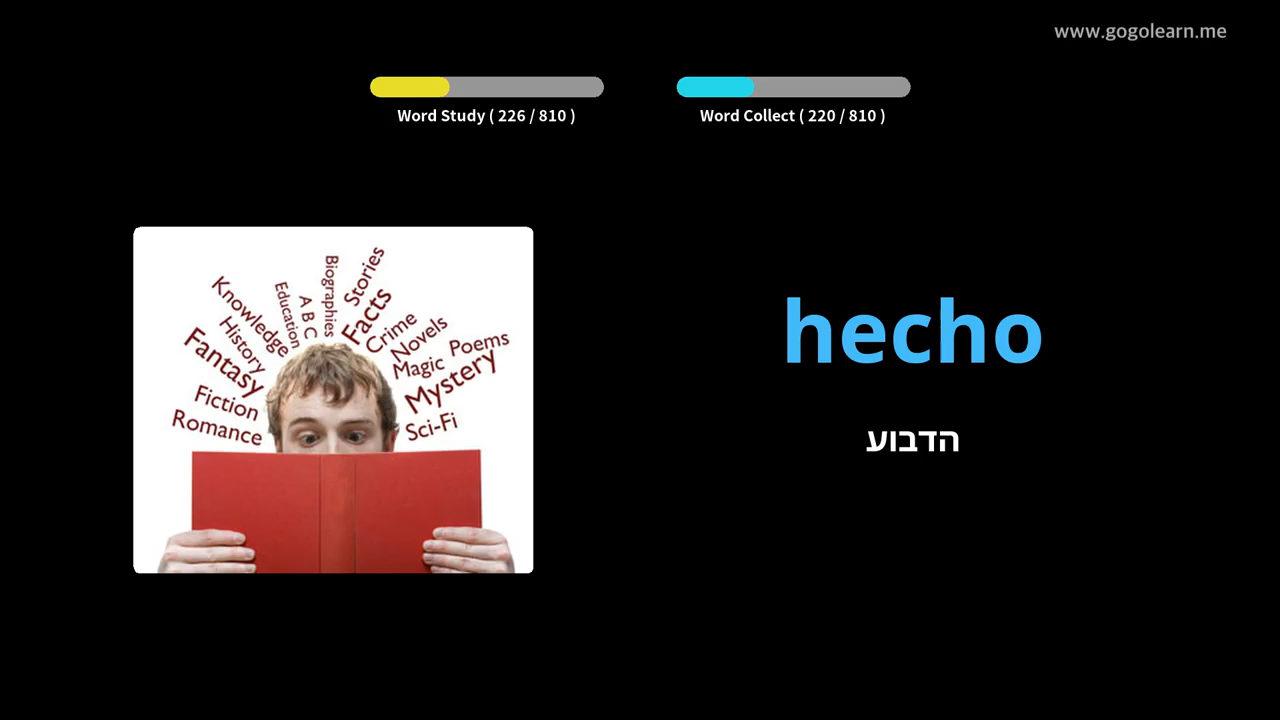 www.gogolearn.me
Word Study ( 226 / 810 )
Word Collect ( 220 / 810 )
Stories
Biographies
Facts
Education
A B C
Knowledge
Crime
Novels
History
Poems
Fantasy
Magic
Mystery
Fiction
Romance
Sci-Fi
hecho
הדבוע